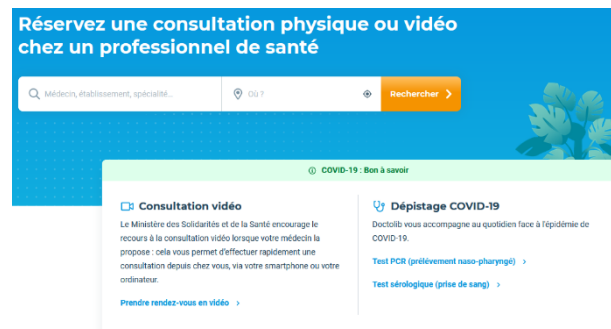 Réservez une consultation physique ou vidéo
chez un professionnel de santé
Médecin, établissement, spécialité...
Où ?
Rechercher
COVID-19 : Bon à savoir
Consultation vidéo
Le Ministère des Solidarités et de la Santé encourage le
recours à la consultation vidéo lorsque votre médecin la
propose : cela vous permet d'effectuer rapidement une
consultation depuis chez vous, via votre smartphone ou votre
ordinateur.
Prendre rendez-vous en vidéo
Dépistage COVID-19
Doctolib vous accompagne au quotidien face à l'épidémie de
COVID-19.
Test PCR (prélèvement naso-pharyngé)
Test sérologique (prise de sang)